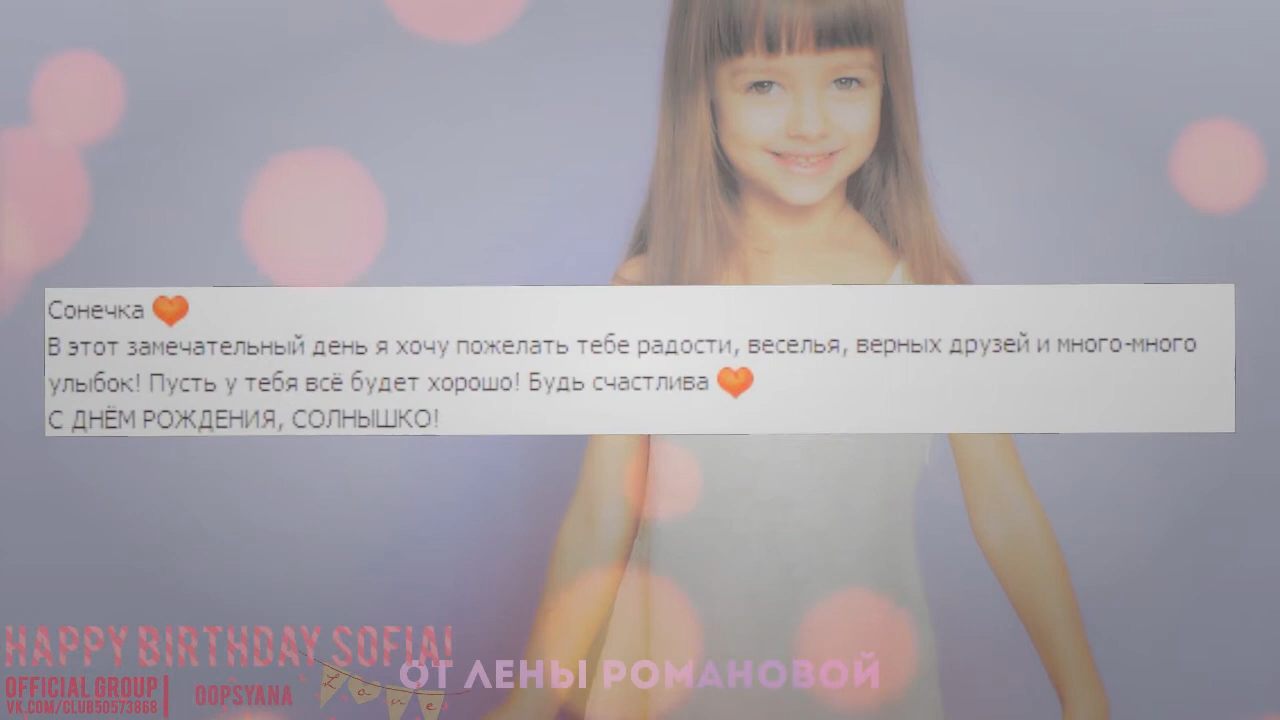 Сонечка
В этот замечательный день я хочу пожелать тебе радости, веселья, верных друзей и много-много
улыбок! Пусть у тебя всё будет хорошо! Будь счастлива
С ДНЁМ РОЖДЕНИЯ, СОЛНЫШКО!
HAPPY BIRTHDAY SOFIA!
ОТ ЛЕНЫ РОМАНОВОЙ
OFFICIAL GROUP
VK.COM/CLUB50573868
OOPSYANA